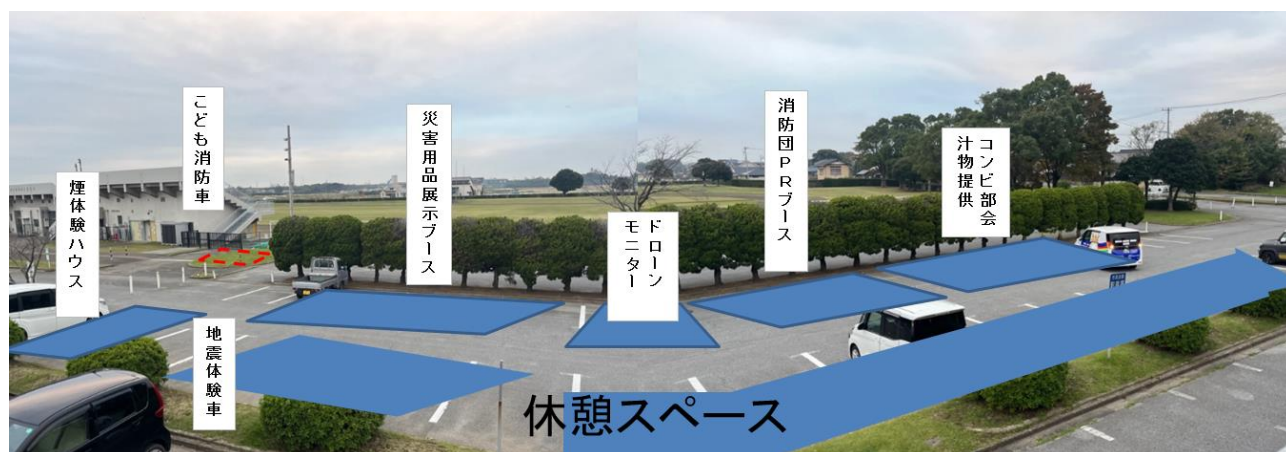 煙体験ハウス
こども消防車
地震体験車
災害用品展示ブース
ドローン
モニター
消防団PRブース
コンビ部会
汁物提供
休憩スペース